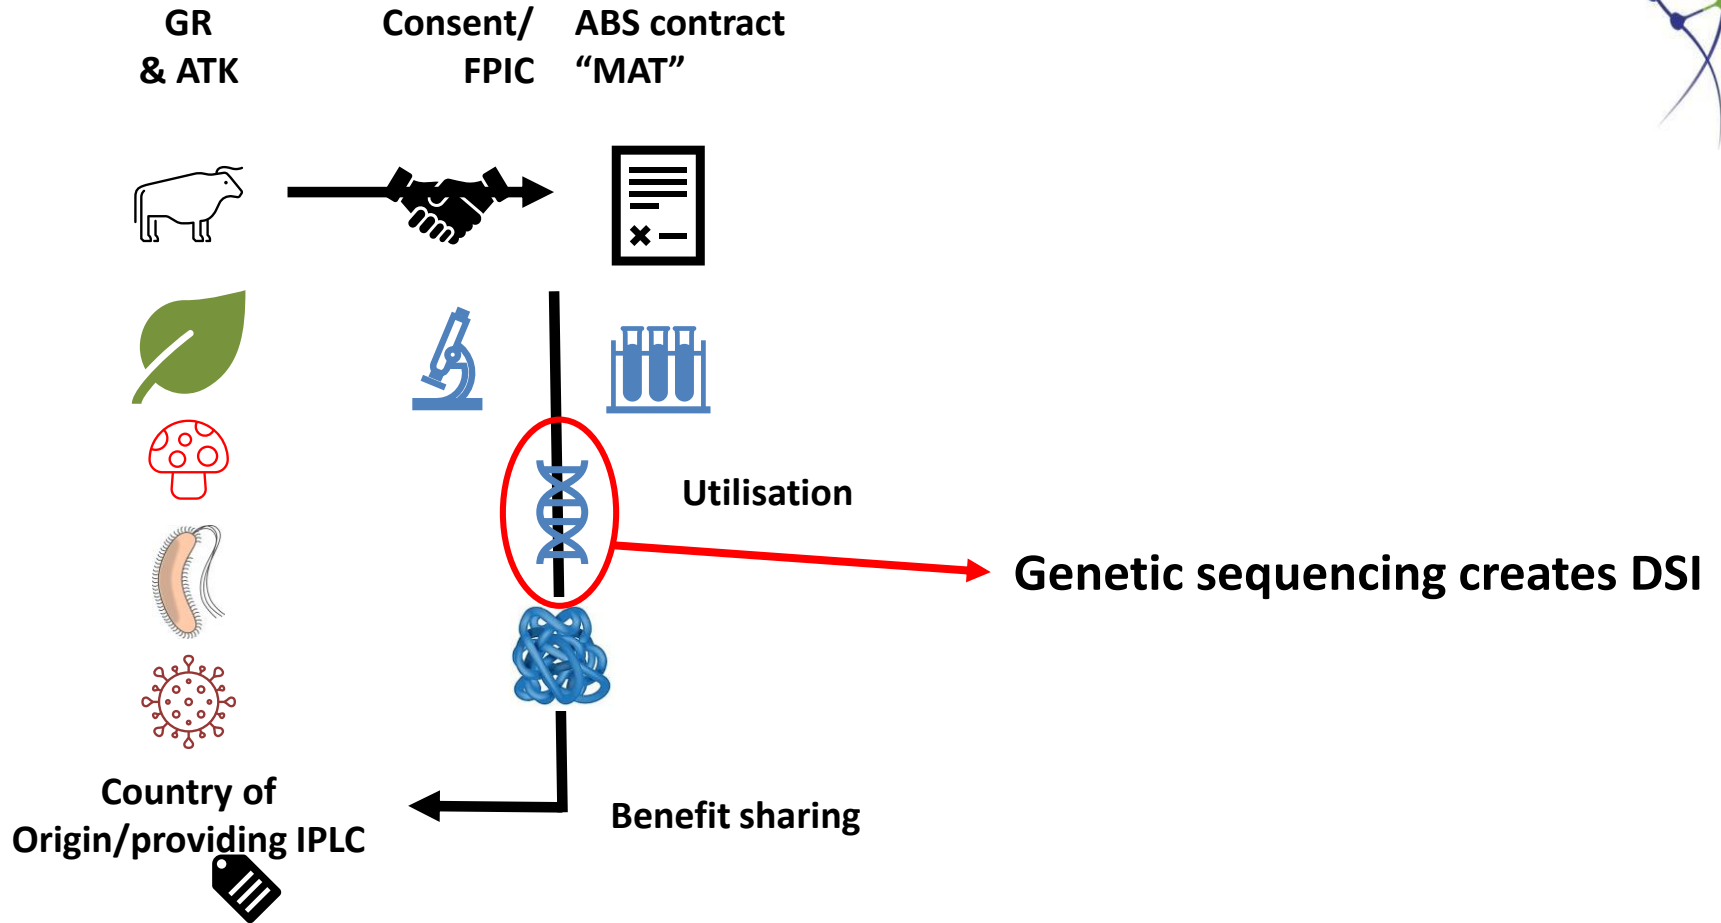 GR
& ATK
Consent/
FPIC
ABS contract
“MAT”
Utilisation
Genetic sequencing creates DSI
Country of
Origin/providing IPLC
Benefit sharing